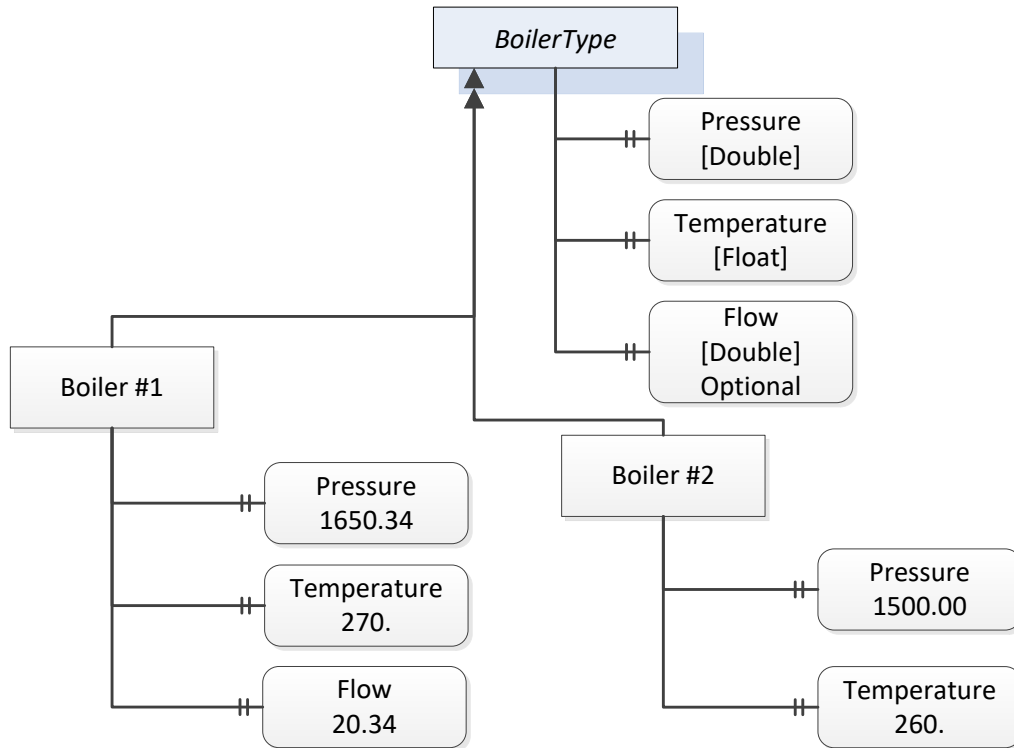 BoilerType
Pressure
[Double]
Temperature
[Float]
Flow
[Double]
Optional
Boiler #1
Pressure
1650.34
Temperature
270.
Flow
20.34
Boiler #2
Pressure
1500.00
Temperature
260.